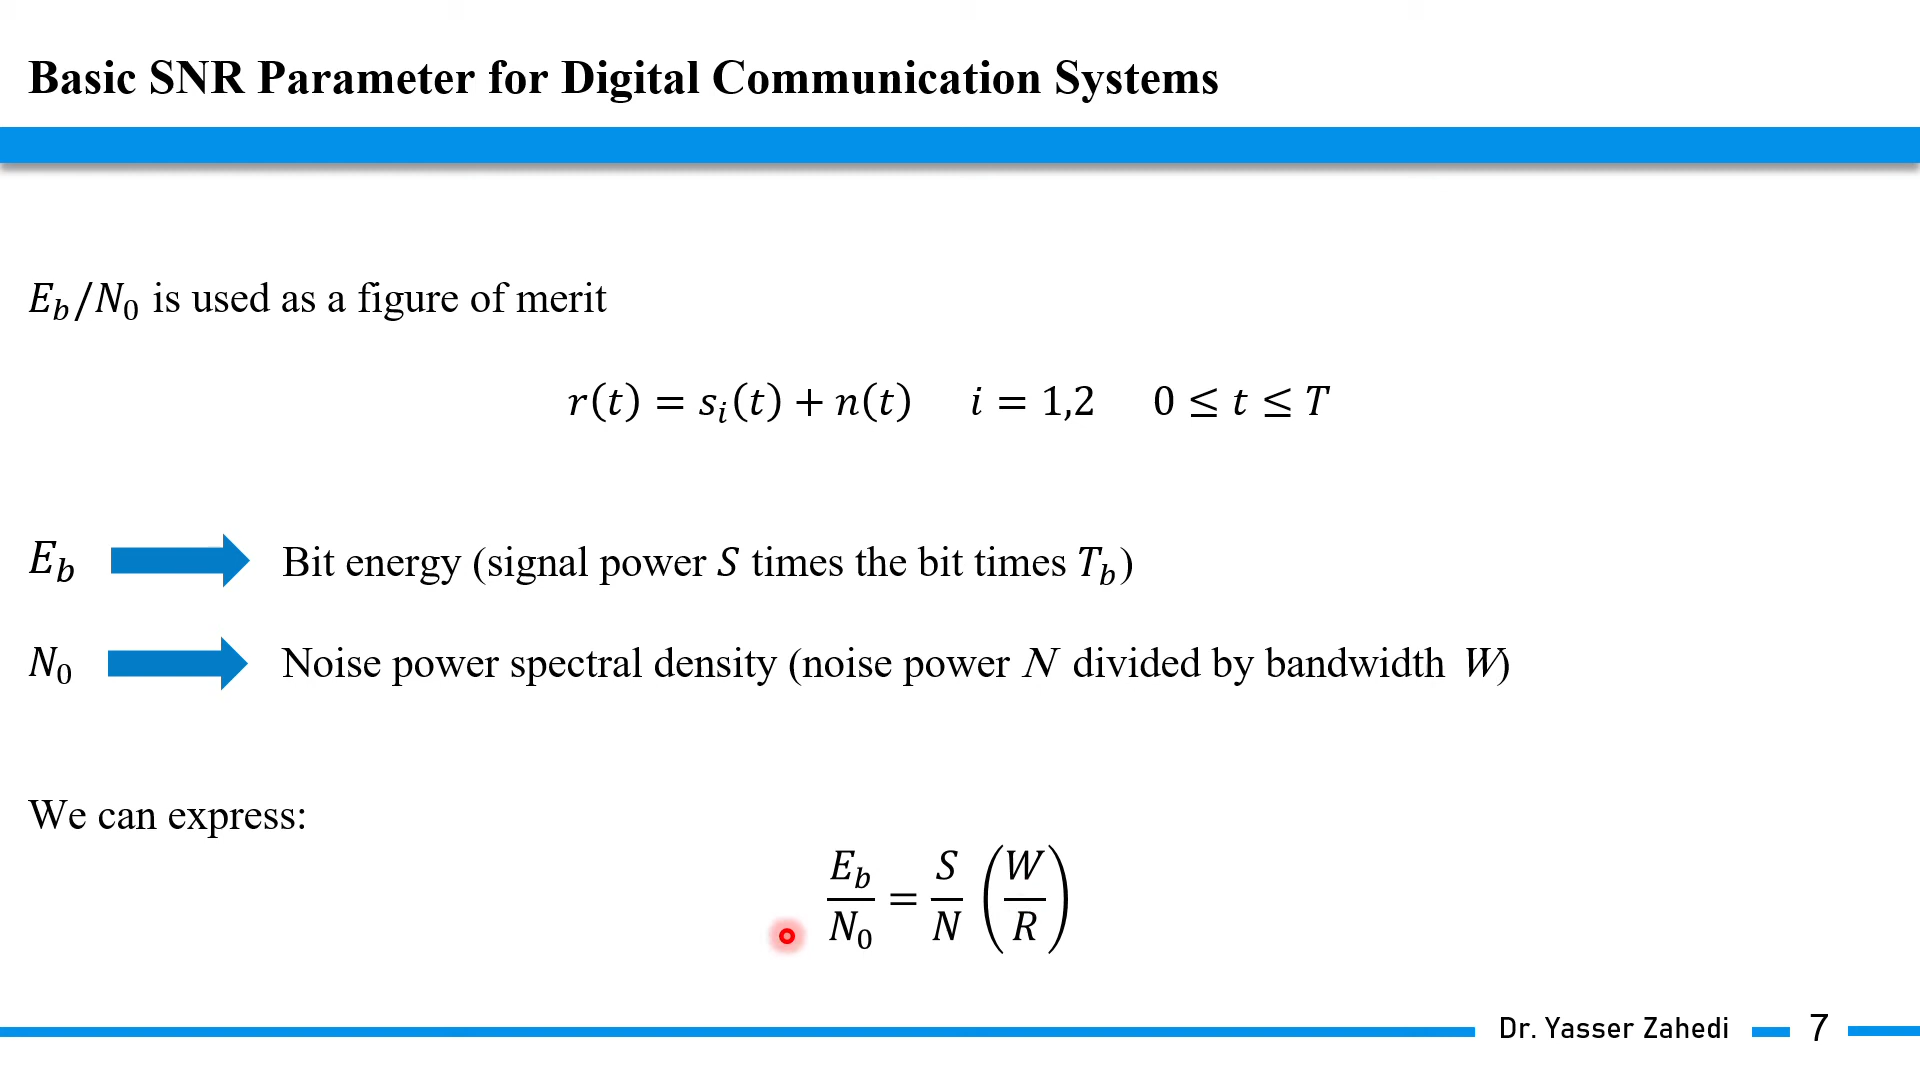 Basic SNR Parameter for Digital Communication Systems
E_b/N_0 is used as a figure of merit
r(t) = s_i(t) + n(t) i = 1,2 0 ≤ t ≤ T
E_b Bit energy (signal power S times the bit times T_b)
N_0 Noise power spectral density (noise power N divided by bandwidth W)
We can express:
E_b/N_0 = S/N (W/R)
Dr. Yasser Zahedi 7